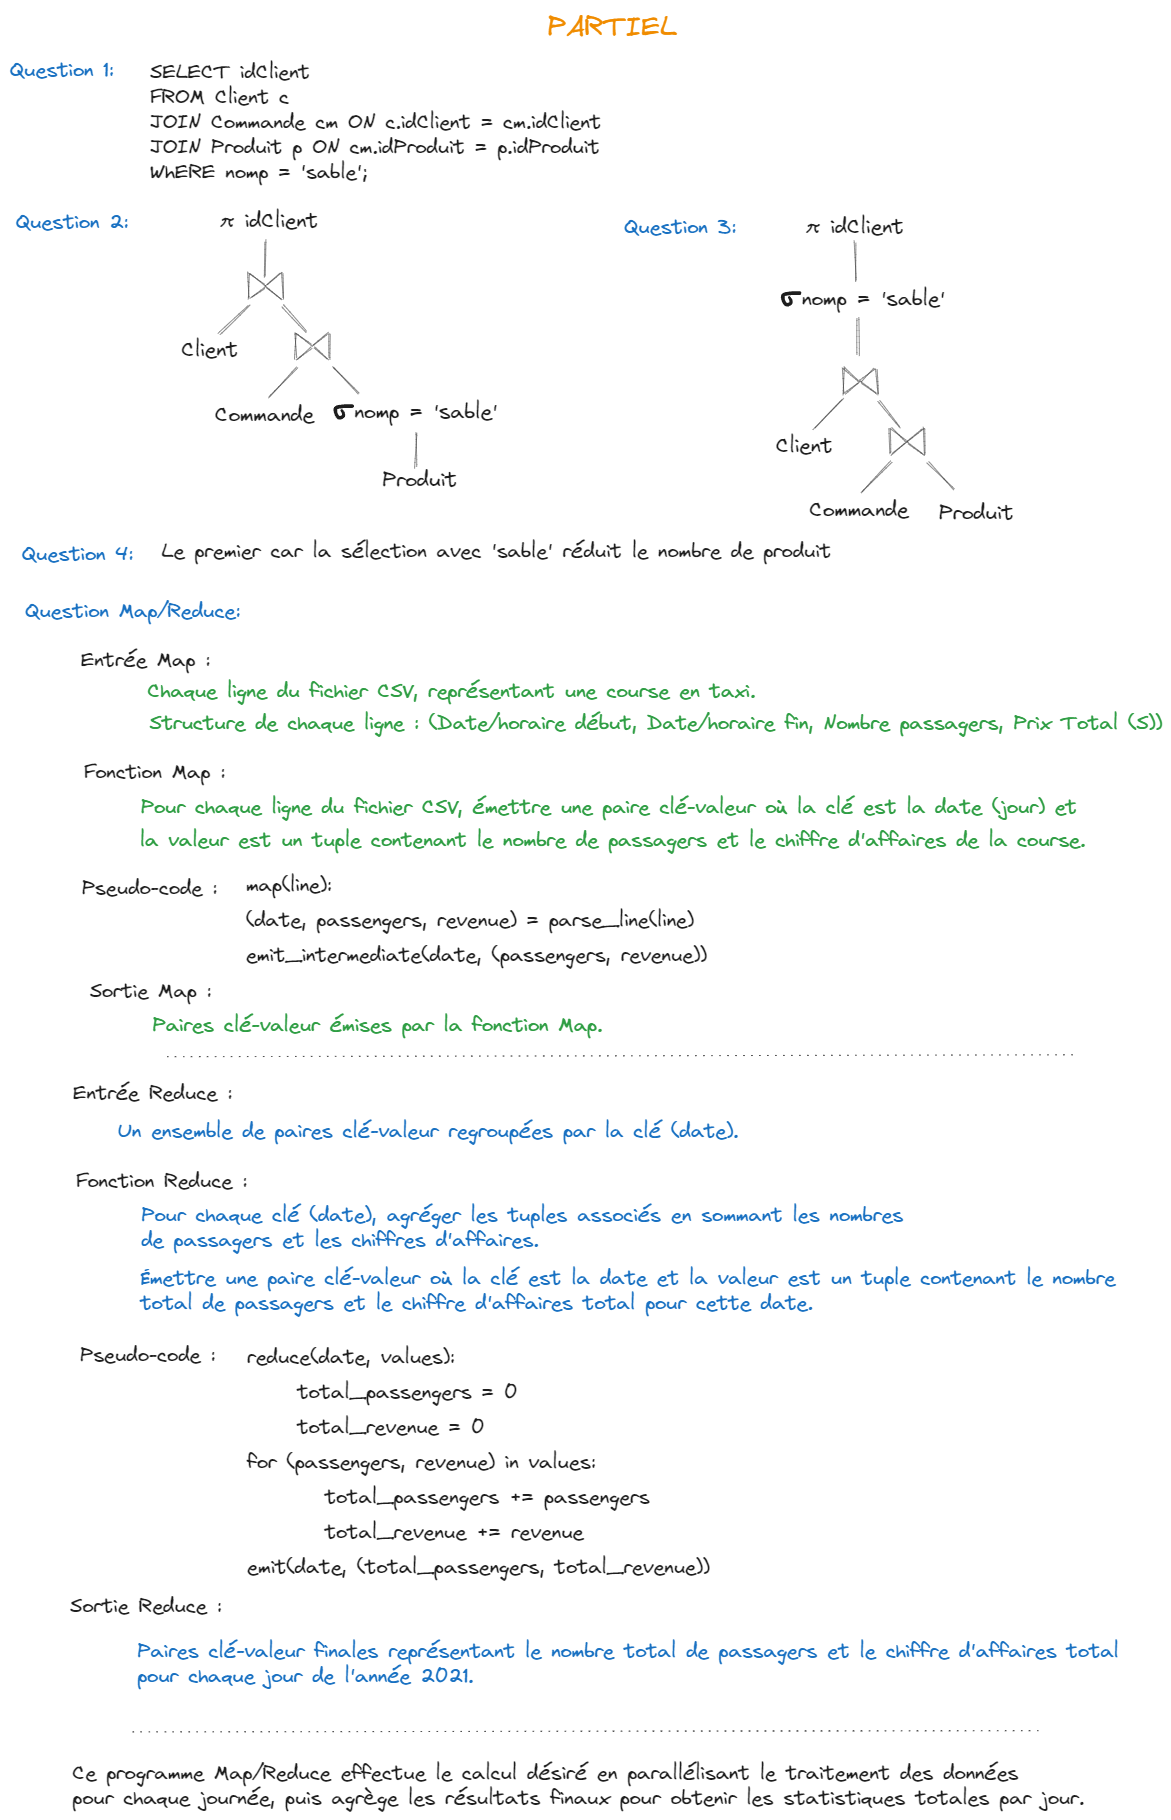 PARTIEL
Question 1:
SELECT idClient
FROM Client c
JOIN Commande cm ON c.idClient = cm.idClient
JOIN Produit p ON cm.idProduit = p.idProduit
WhERE nomp = 'sable';
Question 2:
π idClient
Client
Commande
σ nomp = 'sable'
Produit
Question 3:
π idClient
σ nomp = 'sable'
Client
Commande
Produit
Question 4:
Le premier car la sélection avec 'sable' réduit le nombre de produit
Question Map/Reduce:
Entrée Map :
Chaque ligne du fichier CSV, représentant une course en taxi.
Structure de chaque ligne : (Date/horaire début, Date/horaire fin, Nombre passagers, Prix Total (S))
Fonction Map :
Pour chaque ligne du fichier CSV, émettre une paire clé-valeur où la clé est la date (jour) et
la valeur est un tuple contenant le nombre de passagers et le chiffre d'affaires de la course.
Pseudo-code :
map(line):
(date, passengers, revenue) = parse_line(line)
emit_intermediate(date, (passengers, revenue))
Sortie Map :
Paires clé-valeur émises par la fonction Map.
Entrée Reduce :
Un ensemble de paires clé-valeur regroupées par la clé (date).
Fonction Reduce :
Pour chaque clé (date), agréger les tuples associés en sommant les nombres
de passagers et les chiffres d'affaires.
Émettre une paire clé-valeur où la clé est la date et la valeur est un tuple contenant le nombre
total de passagers et le chiffre d'affaires total pour cette date.
Pseudo-code :
reduce(date, values):
total_passengers = 0
total_revenue = 0
for (passengers, revenue) in values:
total_passengers += passengers
total_revenue += revenue
emit(date, (total_passengers, total_revenue))
Sortie Reduce :
Paires clé-valeur finales représentant le nombre total de passagers et le chiffre d'affaires total
pour chaque jour de l'année 2021.
Ce programme Map/Reduce effectue le calcul désiré en parallélisant le traitement des données
pour chaque journée, puis agrège les résultats finaux pour obtenir les statistiques totales par jour.